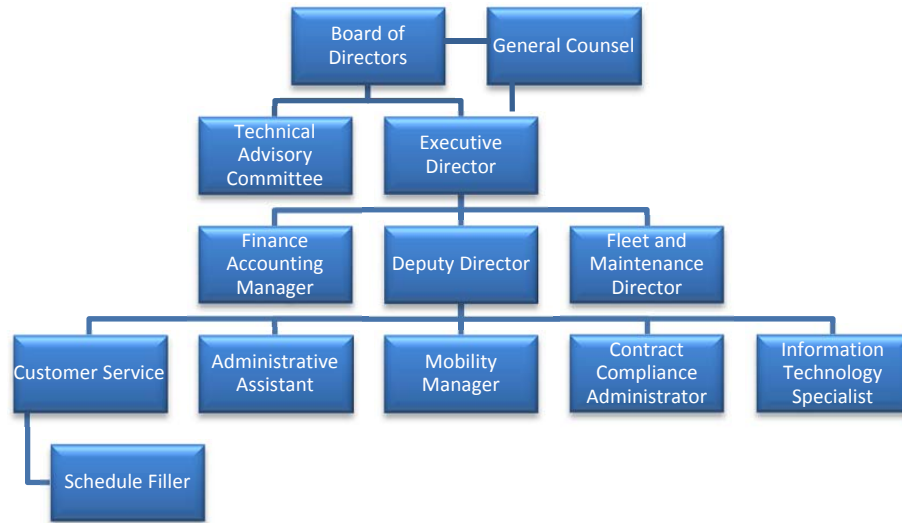 Board of
Directors
General Counsel
Technical
Advisory
Committee
Executive
Director
Finance
Accounting
Manager
Deputy Director
Fleet and
Maintenance
Director
Customer Service
Administrative
Assistant
Mobility
Manager
Contract
Compliance
Administrator
Information
Technology
Specialist
Schedule Filler